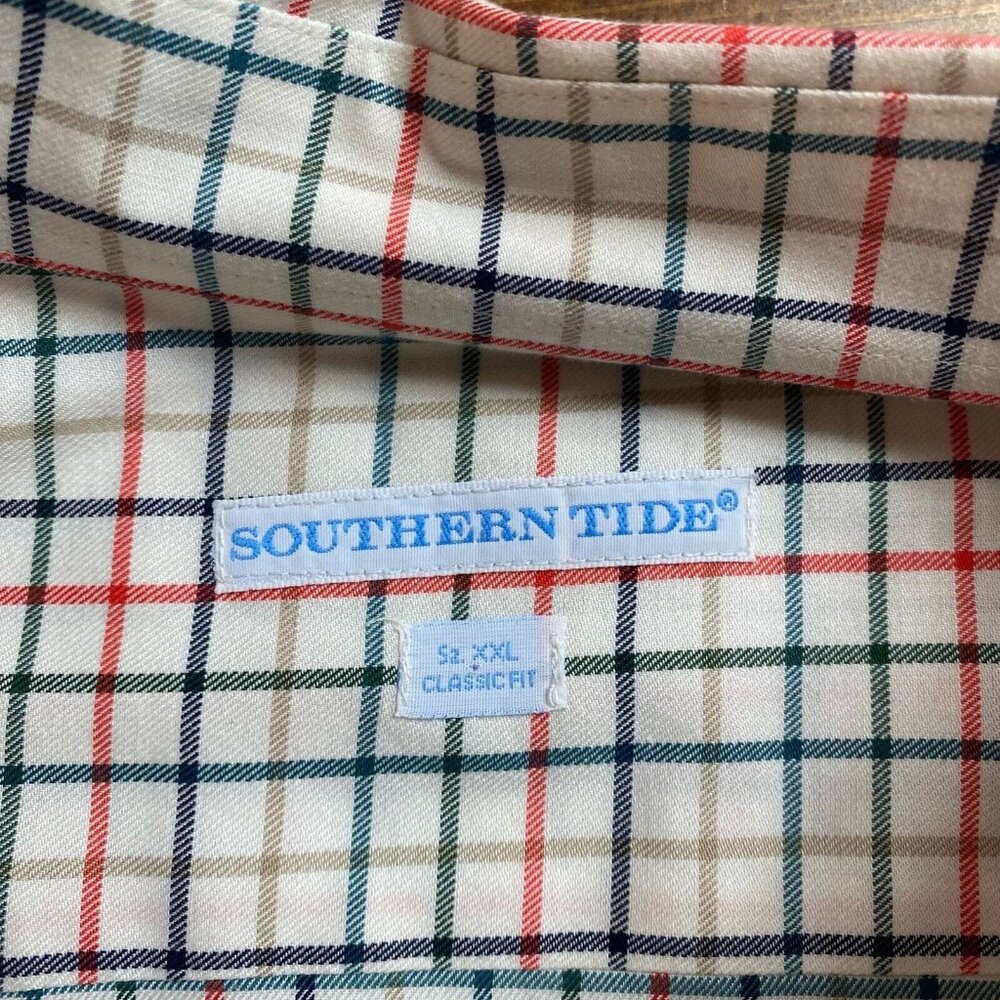 SOUTHERN TIDE®
Sz. XXL
CLASSIC FIT